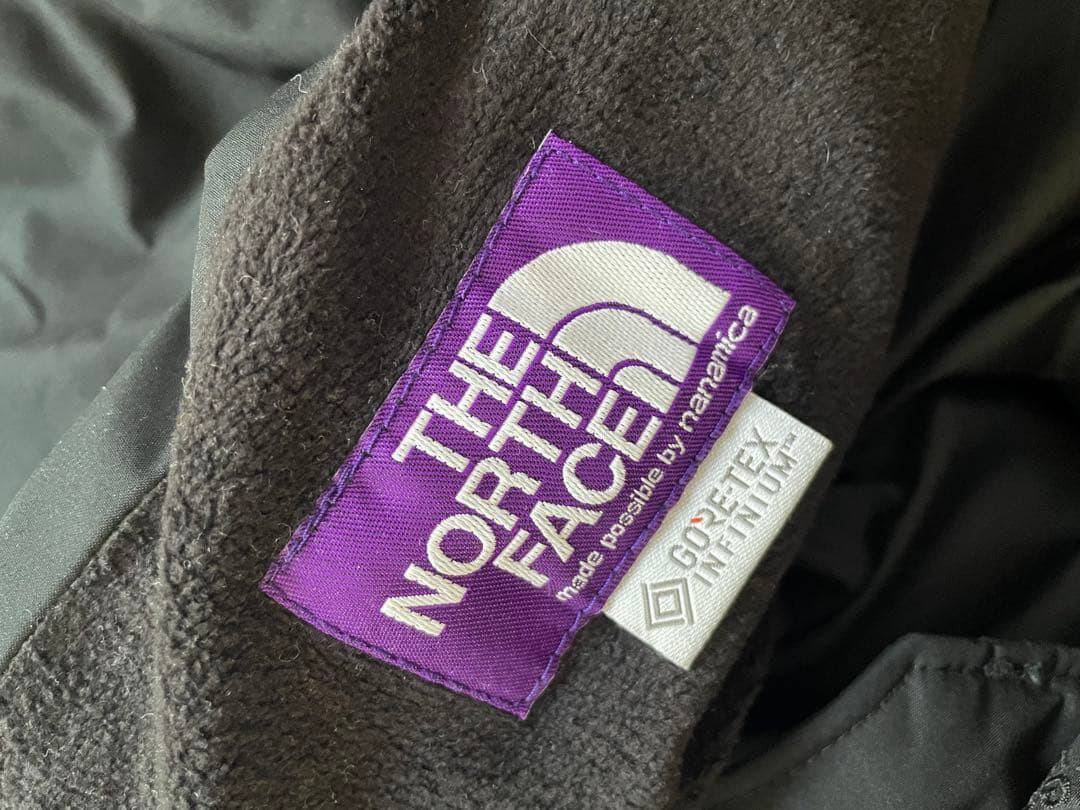 THE
NORTH
FACE
made possible by nanamica
GORE-TEX
INFINIUM™